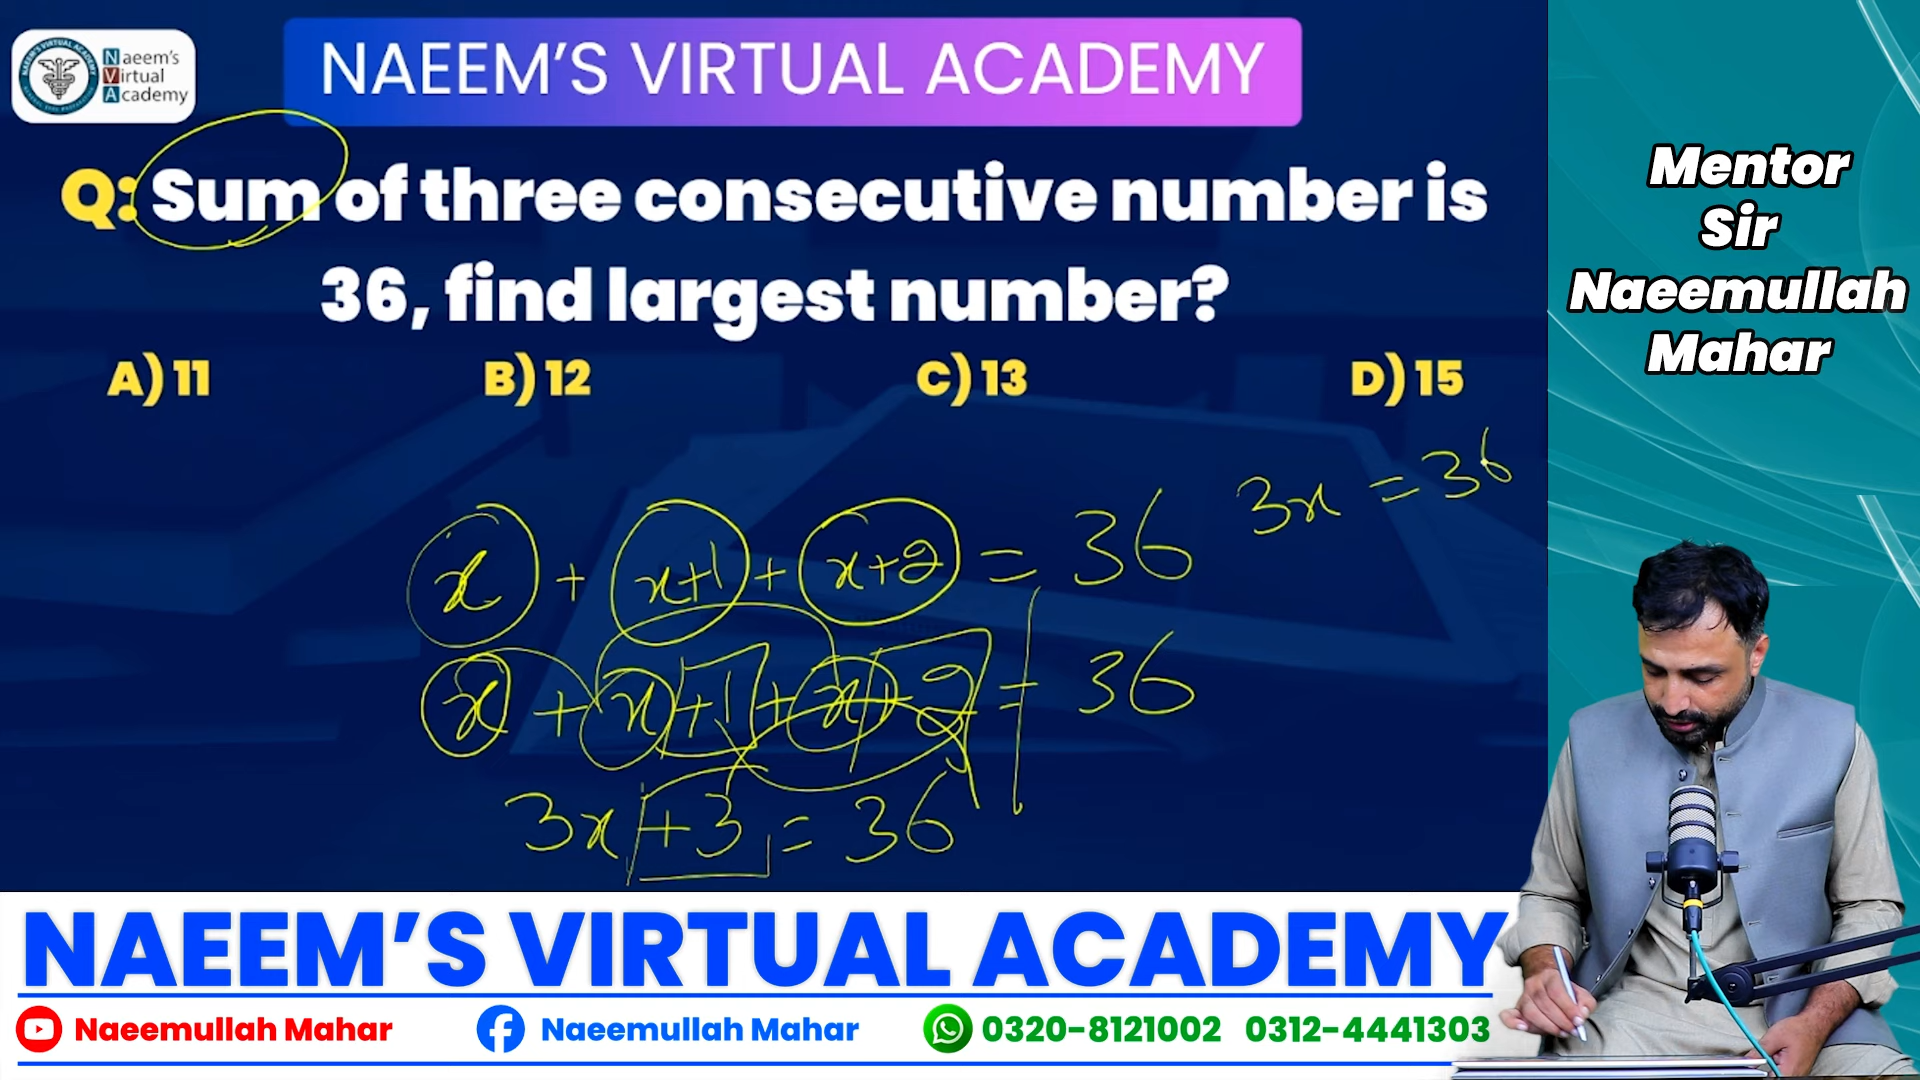 NAEEM'S VIRTUAL ACADEMY
Naeem's
Virtual
Academy
Q: Sum of three consecutive number is
36, find largest number?
A) 11 B) 12 C) 13 D) 15
3x = 36
x + x+1 + x+2 = 36
x + x+1 + x+2 = 36
3x+3 = 36
Mentor
Sir
Naeemullah
Mahar
NAEEM'S VIRTUAL ACADEMY
Naeemullah Mahar Naeemullah Mahar 0320-8121002 0312-4441303